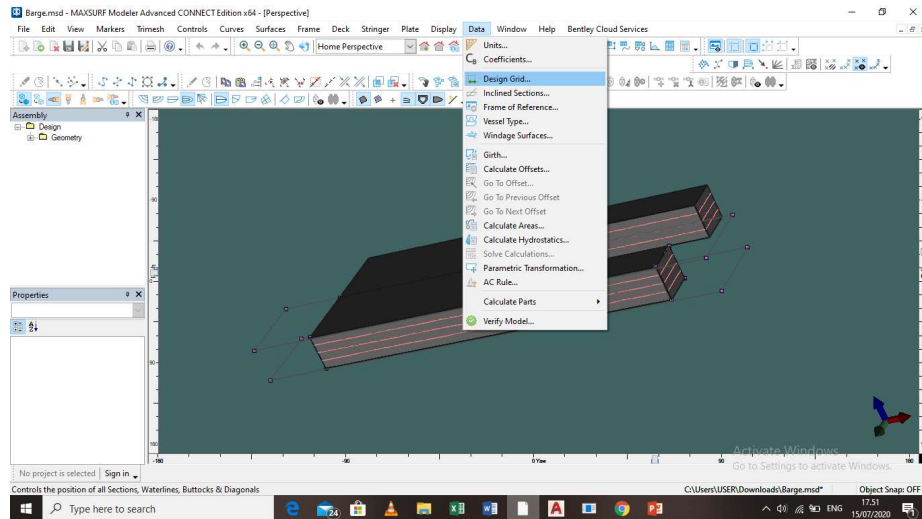 Barge.msd - MAXSURF Modeler Advanced CONNECT Edition x64 - [Perspective]
File Edit View Markers Trimesh Controls Curves Surfaces Frame Deck Stringer Plate Display Data Window Help Bentley Cloud Services
Home Perspective
Units...
Coefficients...
Design Grid...
Inclined Sections...
Frame of Reference...
Vessel Type...
Windage Surfaces...
Girth...
Calculate Offsets...
Go To Offset...
Go To Previous Offset
Go To Next Offset
Calculate Areas...
Calculate Hydrostatics...
Solve Calculations...
Parametric Transformation...
AC Rule...
Calculate Parts
Verify Model...
Assembly
Design
Geometry
Properties
No project is selected Sign in
Activate Windows
Go to Settings to activate Windows.
Controls the position of all Sections, Waterlines, Buttocks & Diagonals C:\Users\USER\Downloads\Barge.msd* Object Snap: OFF
Type here to search
24
ENG
17.51
15/07/2020